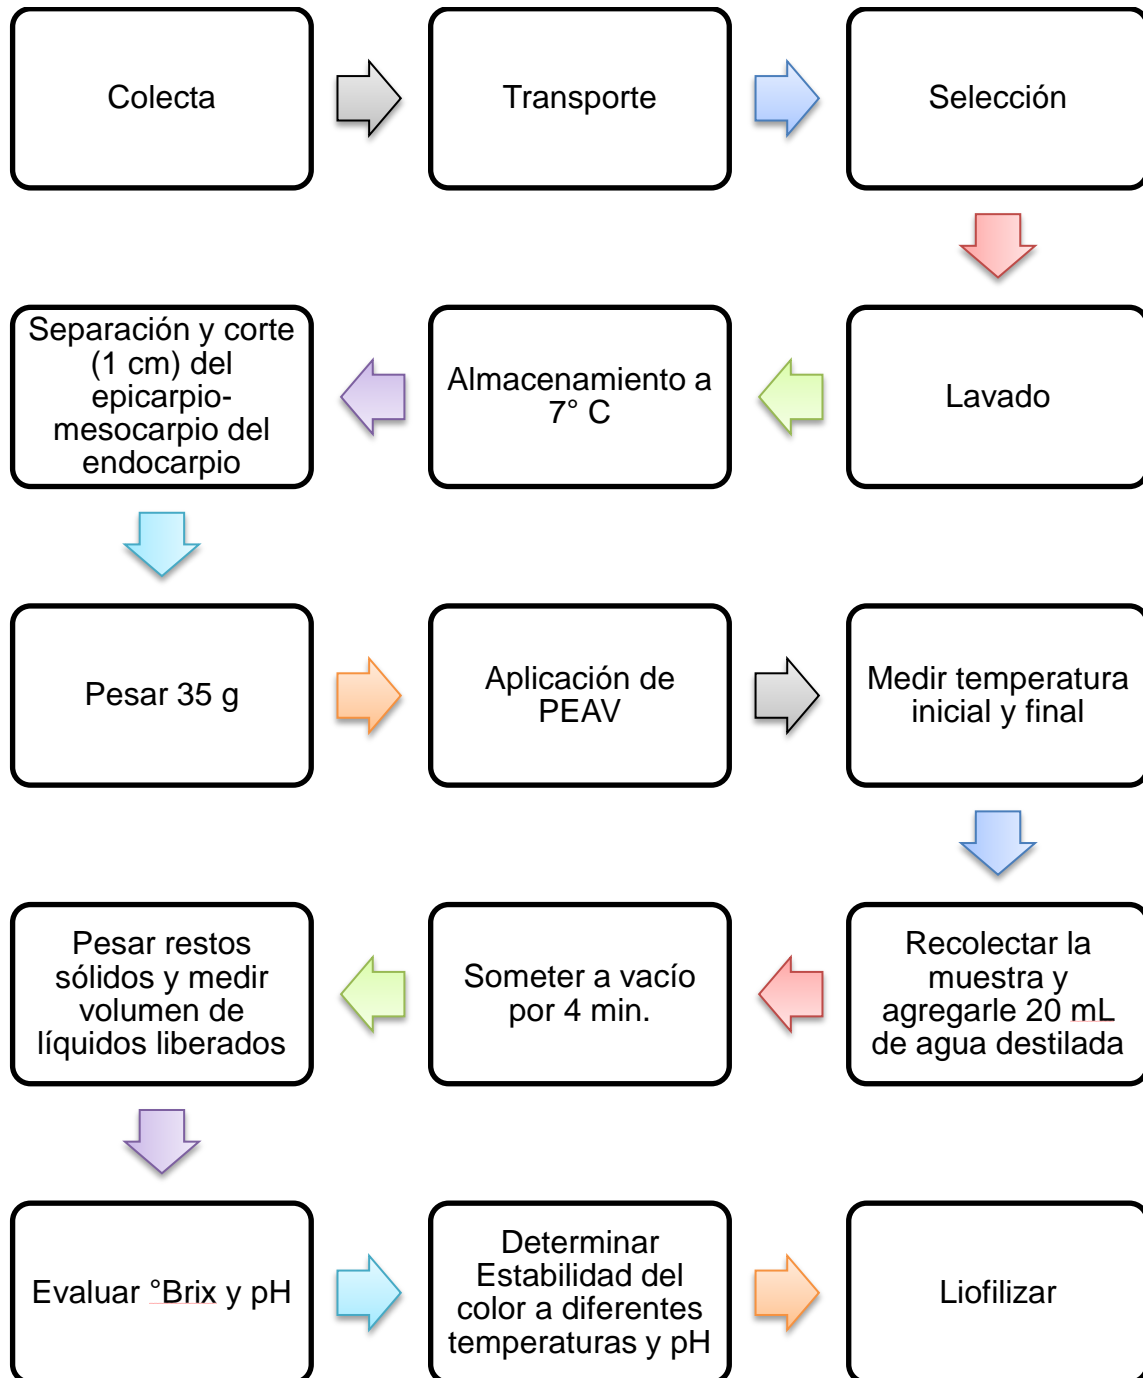 Colecta
Transporte
Selección
Lavado
Almacenamiento a
7° C
Separación y corte
(1 cm) del
epicarpio-
mesocarpio del
endocarpio
Pesar 35 g
Aplicación de
PEAV
Medir temperatura
inicial y final
Recolectar la
muestra y
agregarle 20 mL
de agua destilada
Someter a vacío
por 4 min.
Pesar restos
sólidos y medir
volumen de
líquidos liberados
Evaluar °Brix y pH
Determinar
Estabilidad del
color a diferentes
temperaturas y pH
Liofilizar